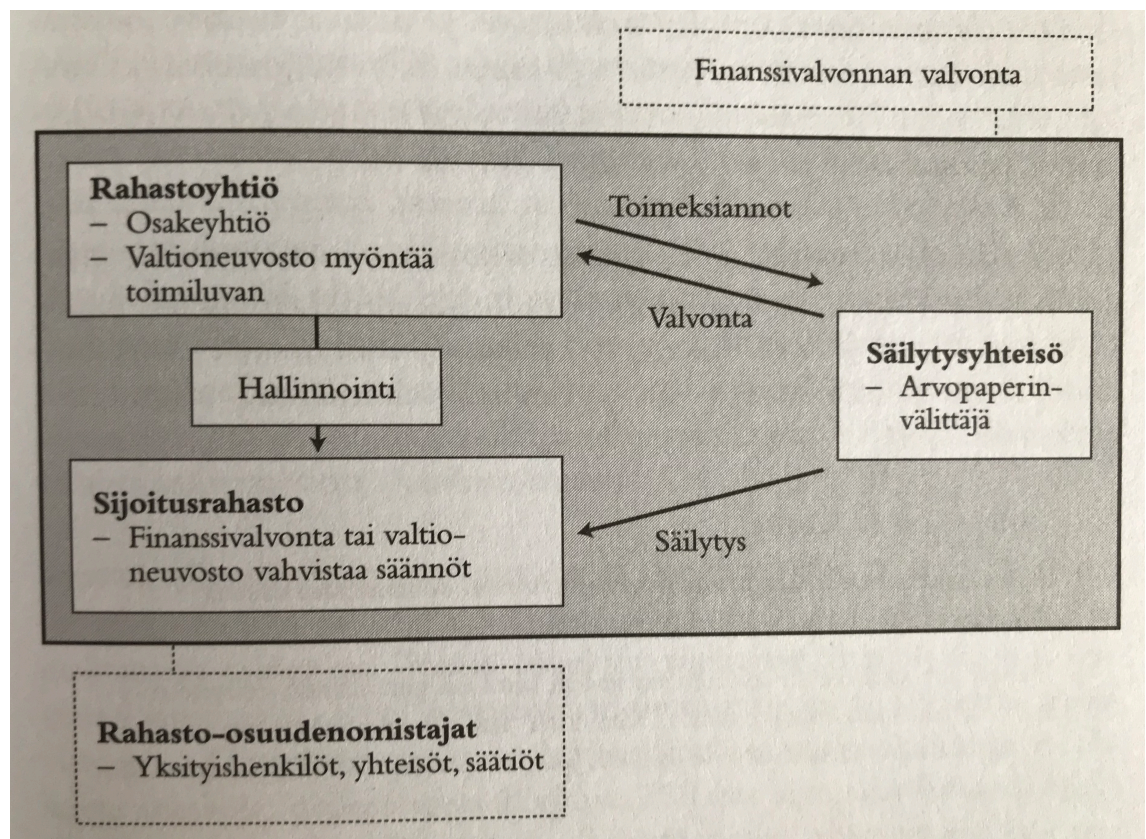 Finanssivalvonnan valvonta
Rahastoyhtiö
– Osakeyhtiö
– Valtioneuvosto myöntää
toimiluvan
Toimeksiannot
Valvonta
Hallinnointi
Säilytysyhteisö
– Arvopaperin-
välittäjä
Sijoitusrahasto
– Finanssivalvonta tai valtio-
neuvosto vahvistaa säännöt
Säilytys
Rahasto-osuudenomistajat
– Yksityishenkilöt, yhteisöt, säätiöt